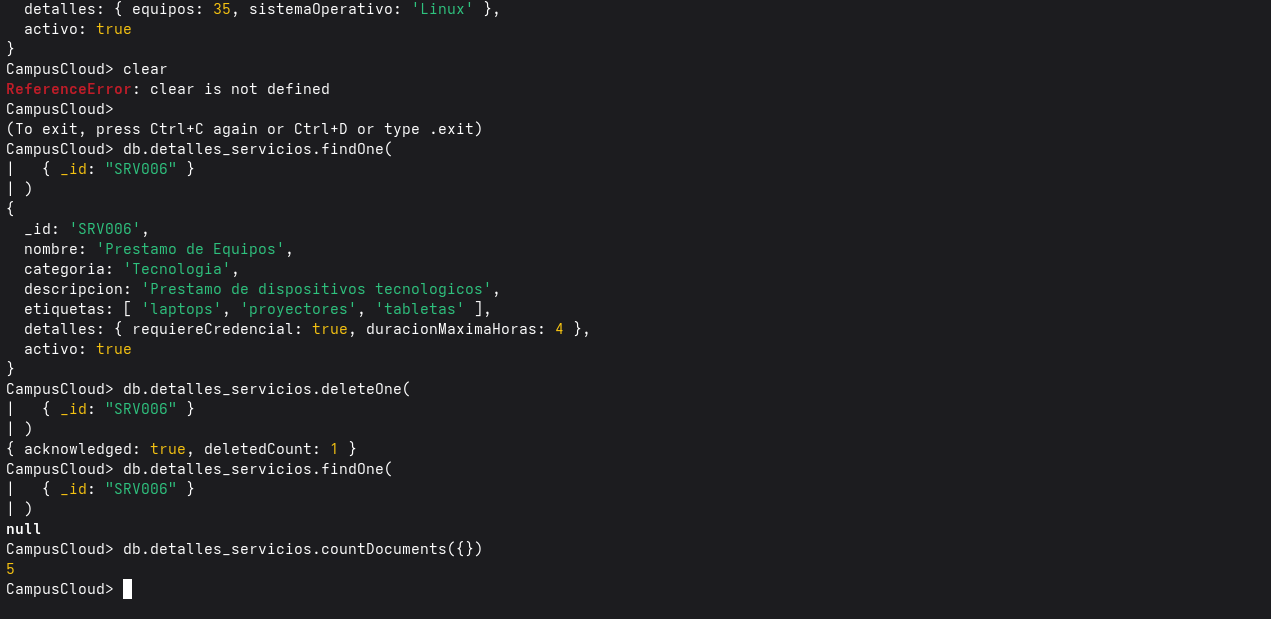 detalles: { equipos: 35, sistemaOperativo: 'Linux' },
  activo: true
}
CampusCloud> clear
ReferenceError: clear is not defined
CampusCloud>
(To exit, press Ctrl+C again or Ctrl+D or type .exit)
CampusCloud> db.detalles_servicios.findOne(
|   { _id: "SRV006" }
| )
{
  _id: 'SRV006',
  nombre: 'Prestamo de Equipos',
  categoria: 'Tecnologia',
  descripcion: 'Prestamo de dispositivos tecnologicos',
  etiquetas: [ 'laptops', 'proyectores', 'tabletas' ],
  detalles: { requiereCredencial: true, duracionMaximaHoras: 4 },
  activo: true
}
CampusCloud> db.detalles_servicios.deleteOne(
|   { _id: "SRV006" }
| )
{ acknowledged: true, deletedCount: 1 }
CampusCloud> db.detalles_servicios.findOne(
|   { _id: "SRV006" }
| )
null
CampusCloud> db.detalles_servicios.countDocuments({})
5
CampusCloud>